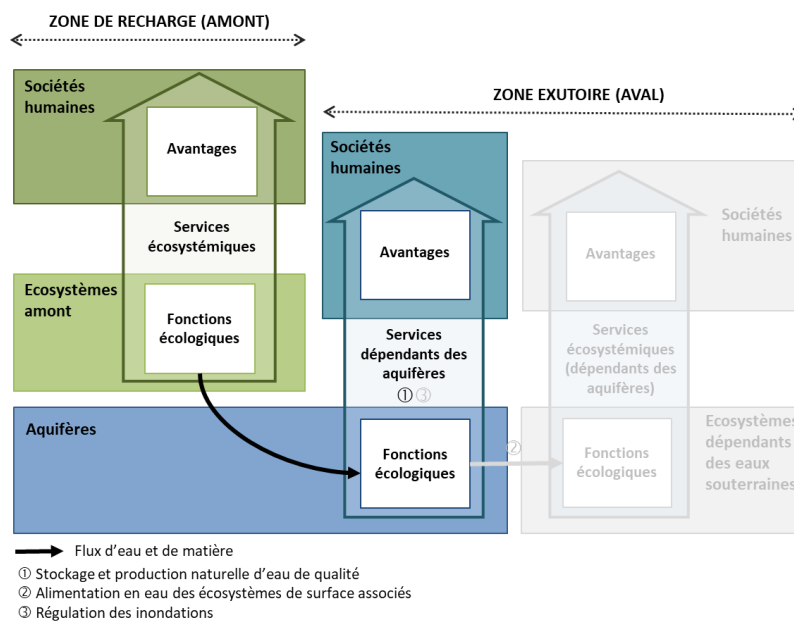 ZONE DE RECHARGE (AMONT)
Sociétés
humaines
Avantages
Services
écosystémiques
Ecosystèmes
amont
Fonctions
écologiques
ZONE EXUTOIRE (AVAL)
Sociétés
humaines
Avantages
Services
dépendants des
aquifères
① ③
Aquifères
Fonctions
écologiques
②
Sociétés
humaines
Avantages
Services
écosystémiques
(dépendants des
aquifères)
Fonctions
écologiques
Ecosystèmes
dépendants
des eaux
souterraines
Flux d'eau et de matière
① Stockage et production naturelle d'eau de qualité
② Alimentation en eau des écosystèmes de surface associés
③ Régulation des inondations